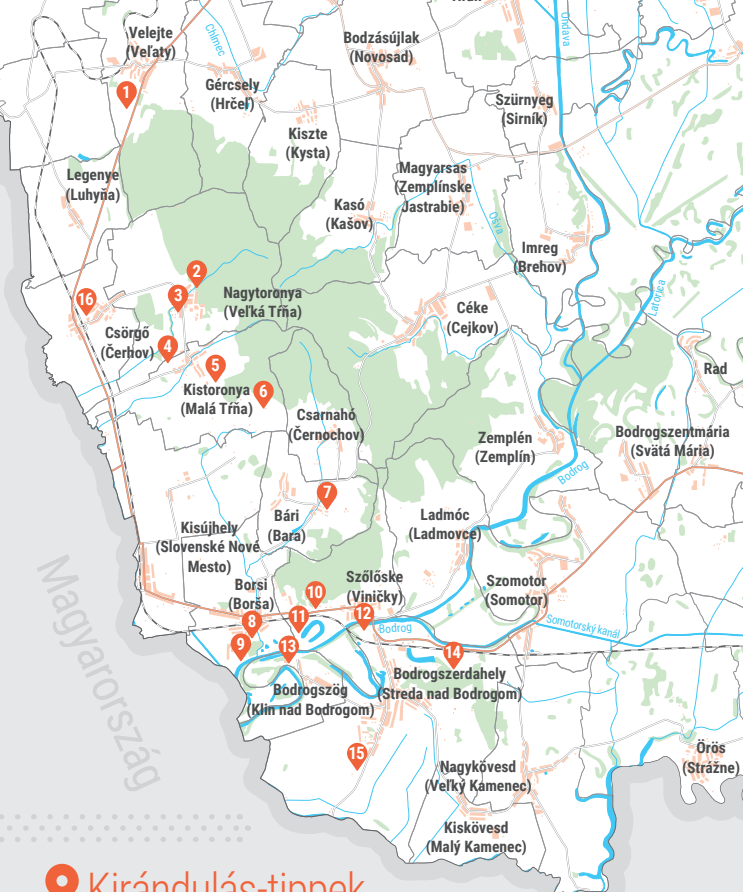 Undava
Velejte
(Veľaty)
Chlmec
Bodzásújlak
(Novosad)
Gércsely
(Hrčeľ)
1
Szürnyeg
(Sirník)
Kiszte
(Kysta)
Legenye
(Luhyňa)
Magyarsas
(Zemplínske
Jastrabie)
Kasó
(Kašov)
Ošva
Imreg
(Brehov)
2
3
16
Nagytoronya
(Veľká Tŕňa)
Latorica
Céke
(Cejkov)
Csörgő
(Čerhov)
4
5
Rad
Kistoronya
(Malá Tŕňa)
6
Csarnahó
(Černochov)
Bodrogszentmária
(Svätá Mária)
Zemplén
(Zemplín)
Bodrog
7
Bári
(Bara)
Ladmóc
(Ladmovce)
Kisújhely
(Slovenské Nové
Mesto)
Magyarország
Borsi
(Borša)
Szőlőske
(Viničky)
Szomotor
(Somotor)
10
8
11
12
Bodrog
Somotorský kanál
9
13
14
Bodrogszerdahely
(Streda nad Bodrogom)
Bodrogszög
(Klin nad Bodrogom)
15
Örös
(Strážne)
Nagykövesd
(Veľký Kamenec)
Kiskövesd
(Malý Kamenec)
Kirándulás-tippek